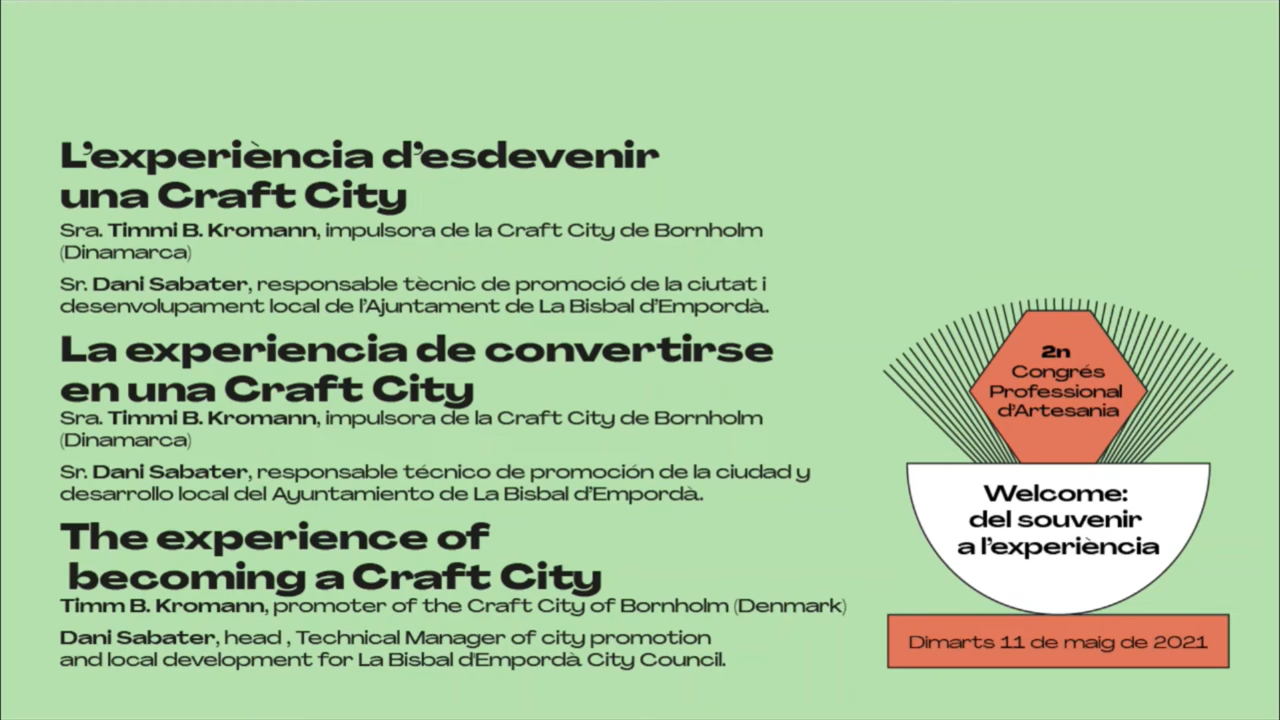 L'experiència d'esdevenir
una Craft City
Sra. Timmi B. Kromann, impulsora de la Craft City de Bornholm
(Dinamarca)
Sr. Dani Sabater, responsable tècnic de promoció de la ciutat i
desenvolupament local de l'Ajuntament de La Bisbal d'Empordà.
La experiencia de convertirse
en una Craft City
Sra. Timmi B. Kromann, impulsora de la Craft City de Bornholm
(Dinamarca)
Sr. Dani Sabater, responsable técnico de promoción de la ciudad y
desarrollo local del Ayuntamiento de La Bisbal d'Empordà.
The experience of
becoming a Craft City
Timm B. Kromann, promoter of the Craft City of Bornholm (Denmark)
Dani Sabater, head , Technical Manager of city promotion
and local development for La Bisbal d'Empordà City Council.
2n
Congrés
Professional
d'Artesania
Welcome:
del souvenir
a l'experiència
Dimarts 11 de maig de 2021